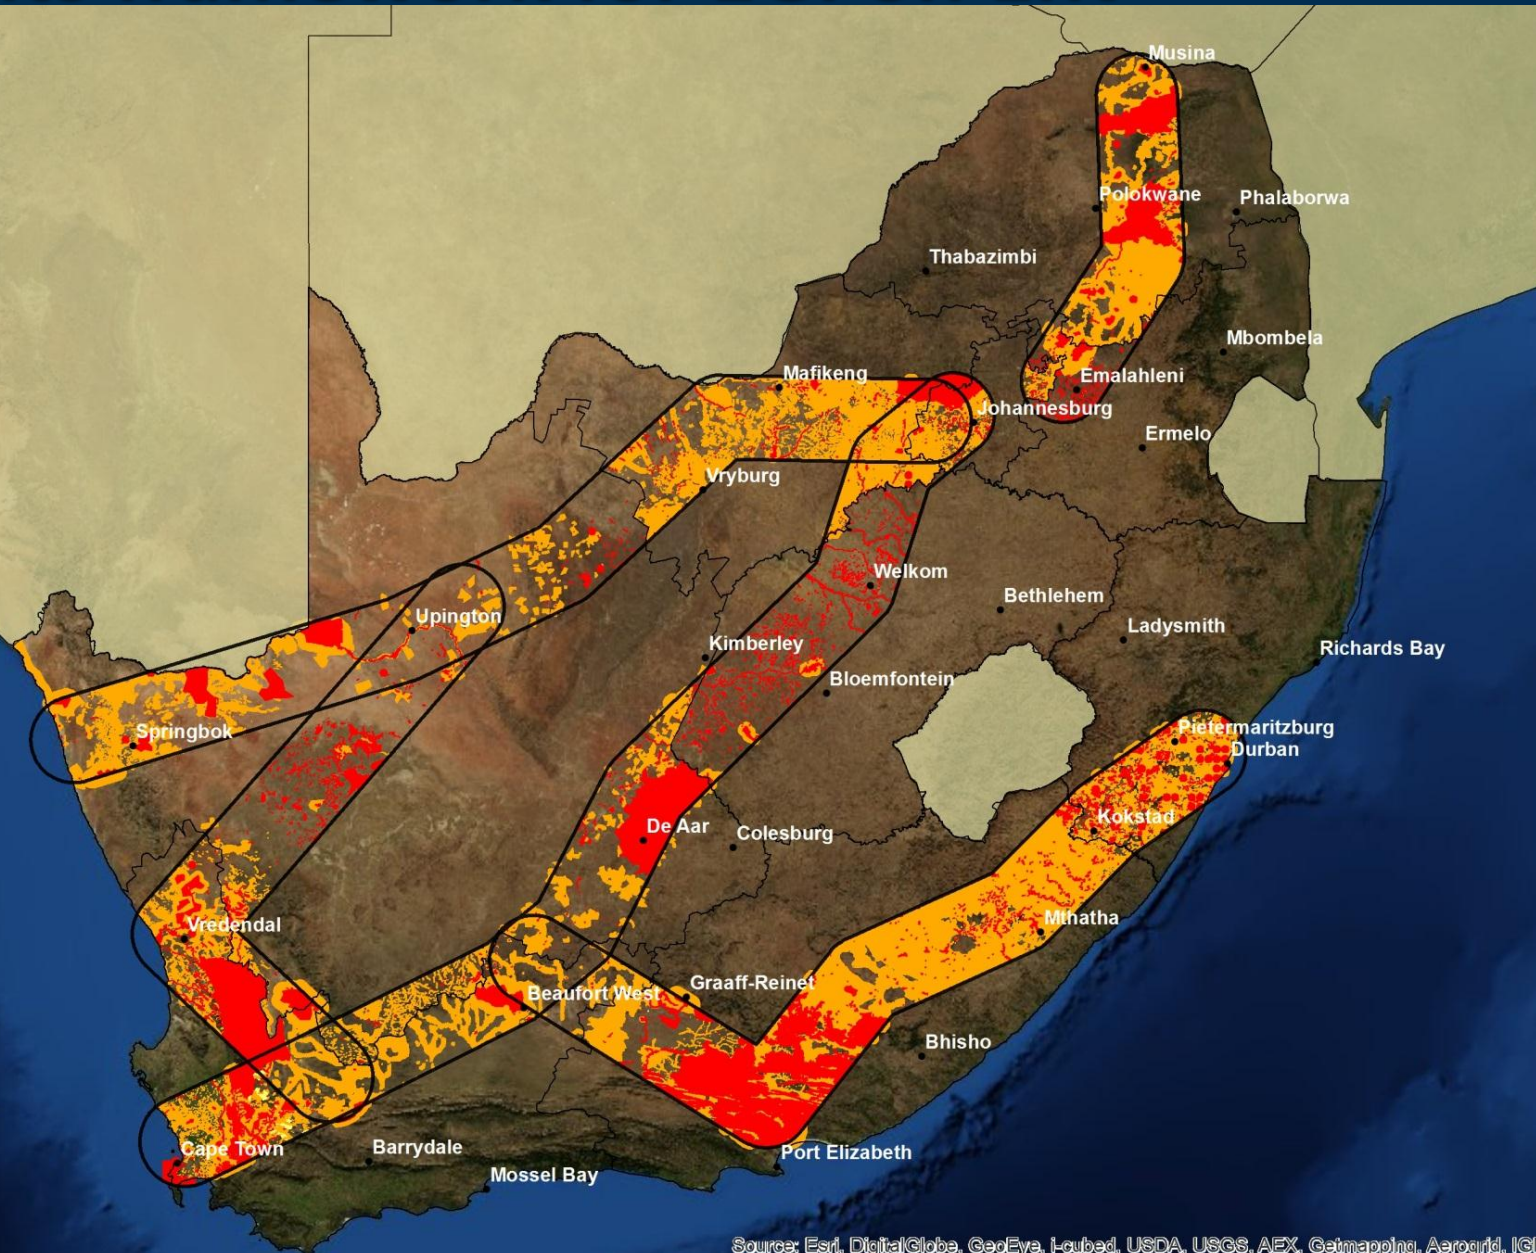 Musina
Polokwane
Phalaborwa
Thabazimbi
Mbombela
Mafikeng
Emalahleni
Johannesburg
Ermelo
Vryburg
Welkom
Bethlehem
Upington
Ladysmith
Kimberley
Richards Bay
Bloemfontein
Springbok
Pietermaritzburg
Durban
Kokstad
De Aar
Colesburg
Mthatha
Vredendal
Graaff-Reinet
Beaufort West
Bhisho
Cape Town
Barrydale
Port Elizabeth
Mossel Bay
Source: Esri, DigitalGlobe, GeoEye, i-cubed, USDA, USGS, AEX, Getmapping, Aerogrid, IG